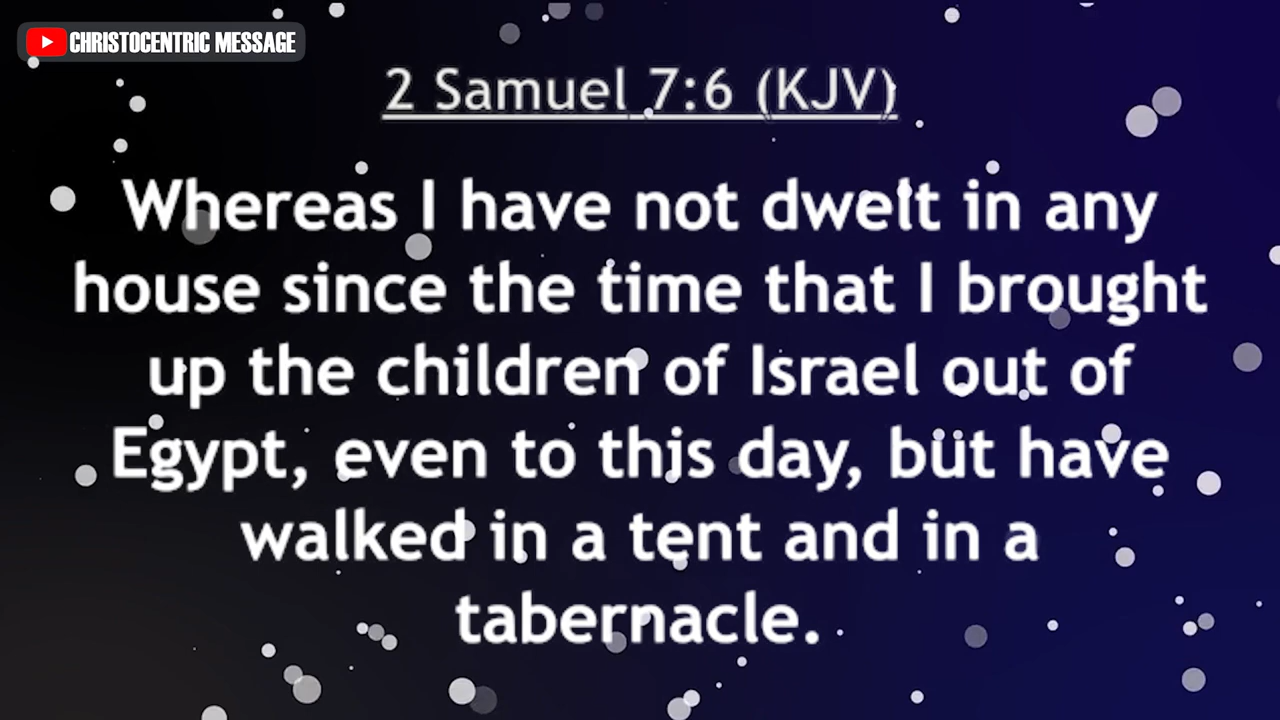 CHRISTOCENTRIC MESSAGE
2 Samuel 7:6 (KJV)
Whereas I have not dwelt in any
house since the time that I brought
up the children of Israel out of
Egypt, even to this day, but have
walked in a tent and in a
tabernacle.